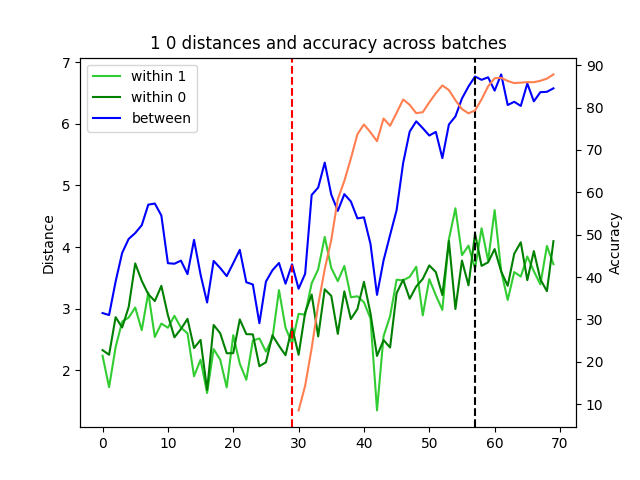 1 0 distances and accuracy across batches
within 1
within 0
between
Distance
Accuracy
7
6
5
4
3
2
90
80
70
60
50
40
30
20
10
0 10 20 30 40 50 60 70